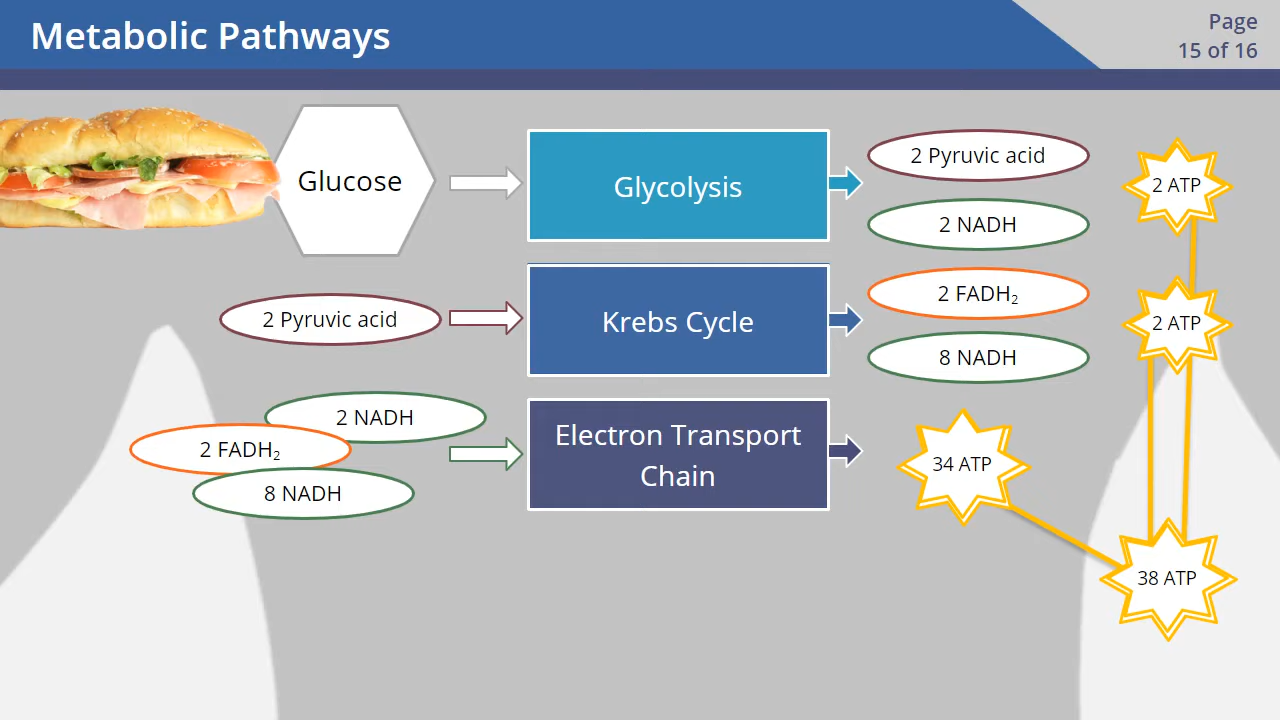 Metabolic Pathways
Page
15 of 16
Glucose
Glycolysis
2 Pyruvic acid
2 NADH
2 ATP
2 Pyruvic acid
Krebs Cycle
2 FADH₂
8 NADH
2 ATP
2 NADH
2 FADH₂
8 NADH
Electron Transport
Chain
34 ATP
38 ATP